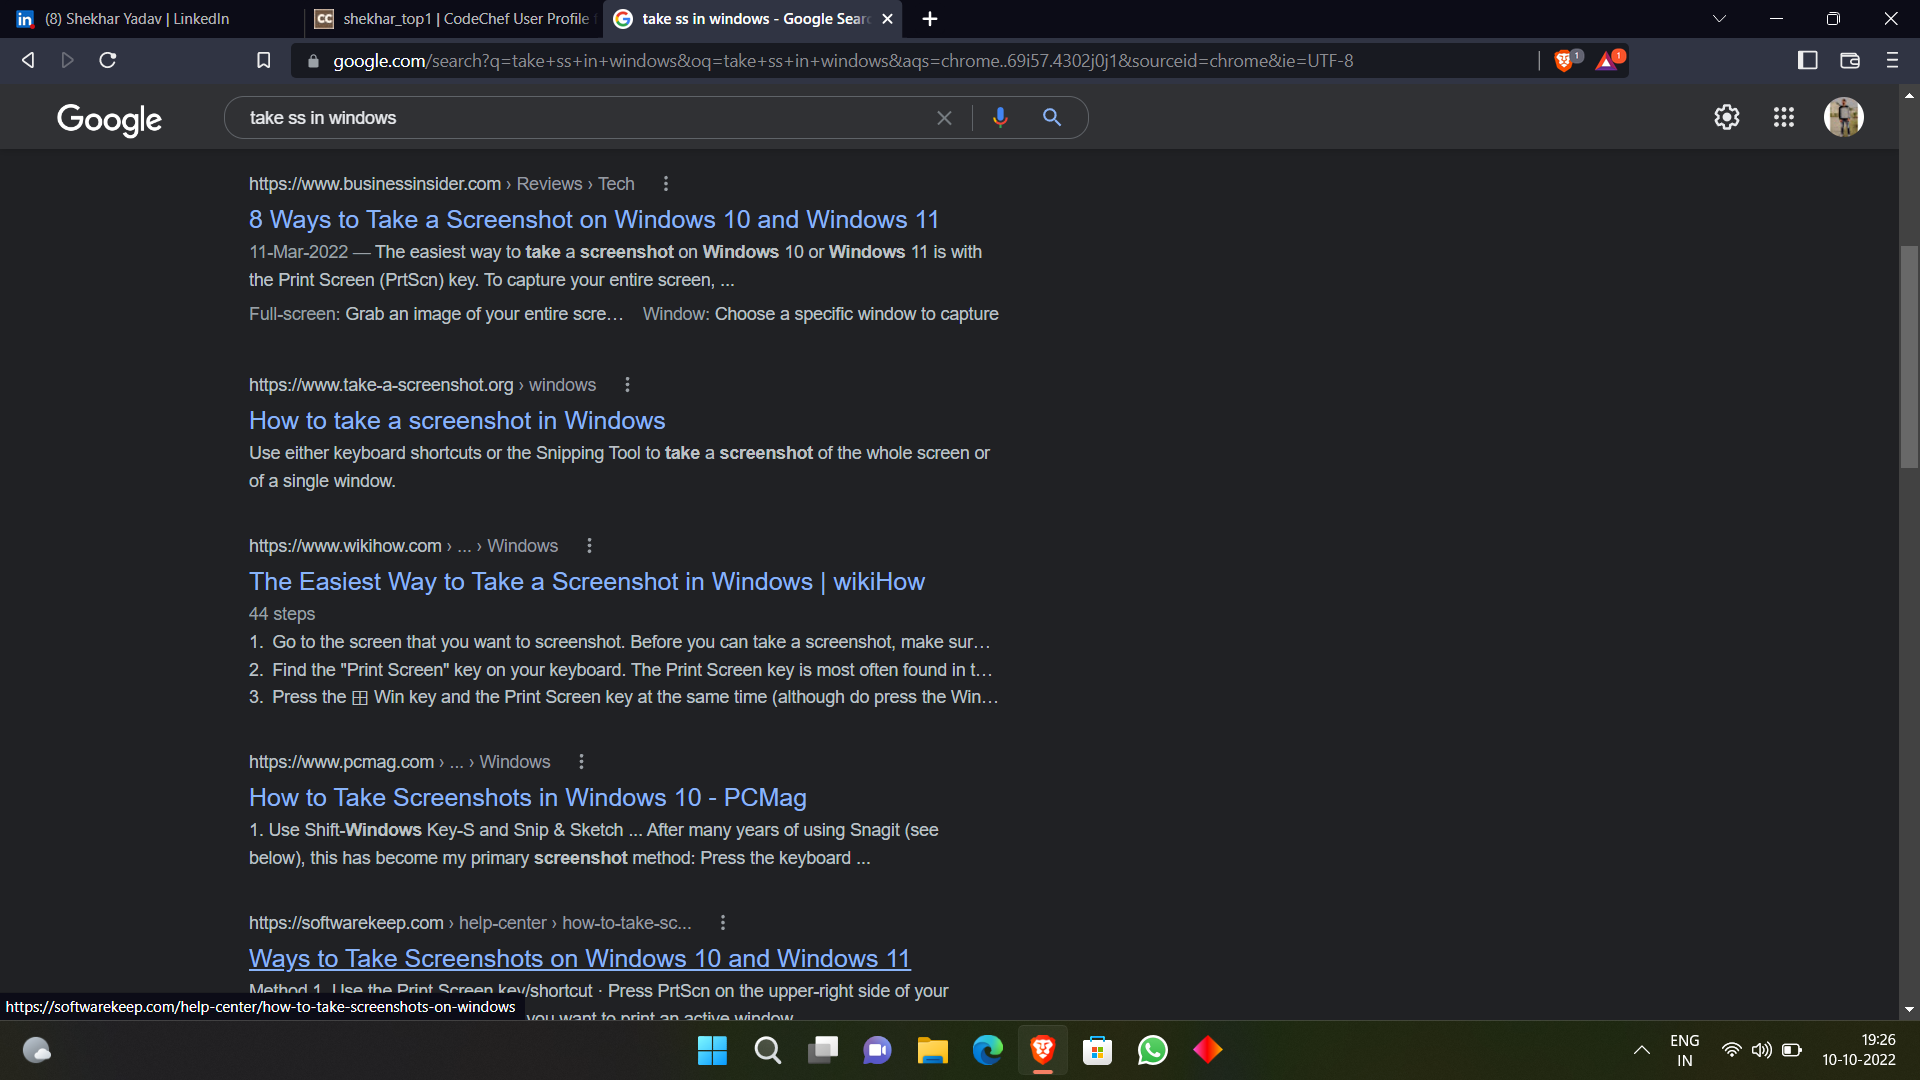 (8) Shekhar Yadav | LinkedIn
CC shekhar_top1 | CodeChef User Profile
take ss in windows - Google Sear
google.com/search?q=take+ss+in+windows&oq=take+ss+in+windows&aqs=chrome..69i57.4302j0j1&sourceid=chrome&ie=UTF-8
1
1
Google
take ss in windows
https://www.businessinsider.com › Reviews › Tech
8 Ways to Take a Screenshot on Windows 10 and Windows 11
11-Mar-2022 — The easiest way to take a screenshot on Windows 10 or Windows 11 is with
the Print Screen (PrtScn) key. To capture your entire screen, ...
Full-screen: Grab an image of your entire scre… Window: Choose a specific window to capture
https://www.take-a-screenshot.org › windows
How to take a screenshot in Windows
Use either keyboard shortcuts or the Snipping Tool to take a screenshot of the whole screen or
of a single window.
https://www.wikihow.com › ... › Windows
The Easiest Way to Take a Screenshot in Windows | wikiHow
44 steps
1. Go to the screen that you want to screenshot. Before you can take a screenshot, make sur…
2. Find the "Print Screen" key on your keyboard. The Print Screen key is most often found in t…
3. Press the ⊞ Win key and the Print Screen key at the same time (although do press the Win…
https://www.pcmag.com › ... › Windows
How to Take Screenshots in Windows 10 - PCMag
1. Use Shift-Windows Key-S and Snip & Sketch ... After many years of using Snagit (see
below), this has become my primary screenshot method: Press the keyboard ...
https://softwarekeep.com › help-center › how-to-take-sc...
Ways to Take Screenshots on Windows 10 and Windows 11
Method 1. Use the Print Screen key/shortcut · Press PrtScn on the upper-right side of your
https://softwarekeep.com/help-center/how-to-take-screenshots-on-windows
you want to print an active window
ENG
IN
19:26
10-10-2022